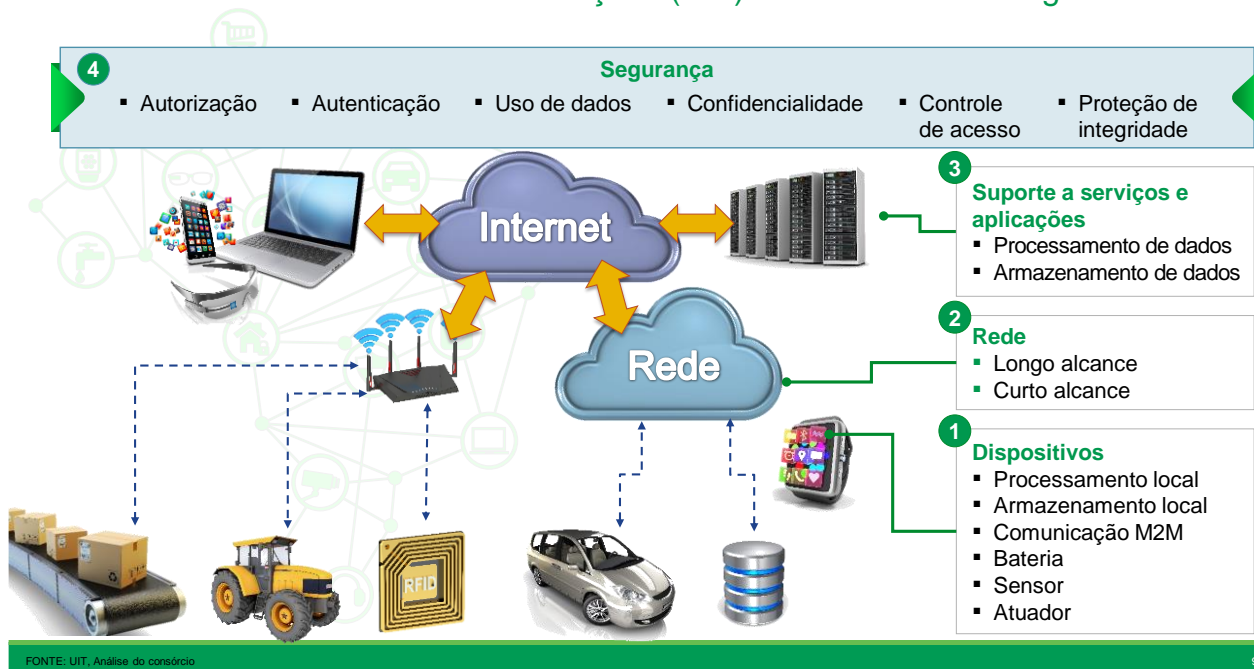 4
Segurança
▪ Autorização ▪ Autenticação ▪ Uso de dados ▪ Confidencialidade ▪ Controle de acesso ▪ Proteção de integridade
Internet
3
Suporte a serviços e
aplicações
▪ Processamento de dados
▪ Armazenamento de dados
2
Rede
▪ Longo alcance
▪ Curto alcance
Rede
1
Dispositivos
▪ Processamento local
▪ Armazenamento local
▪ Comunicação M2M
▪ Bateria
▪ Sensor
▪ Atuador
RFID
FONTE: UIT, Análise do consórcio